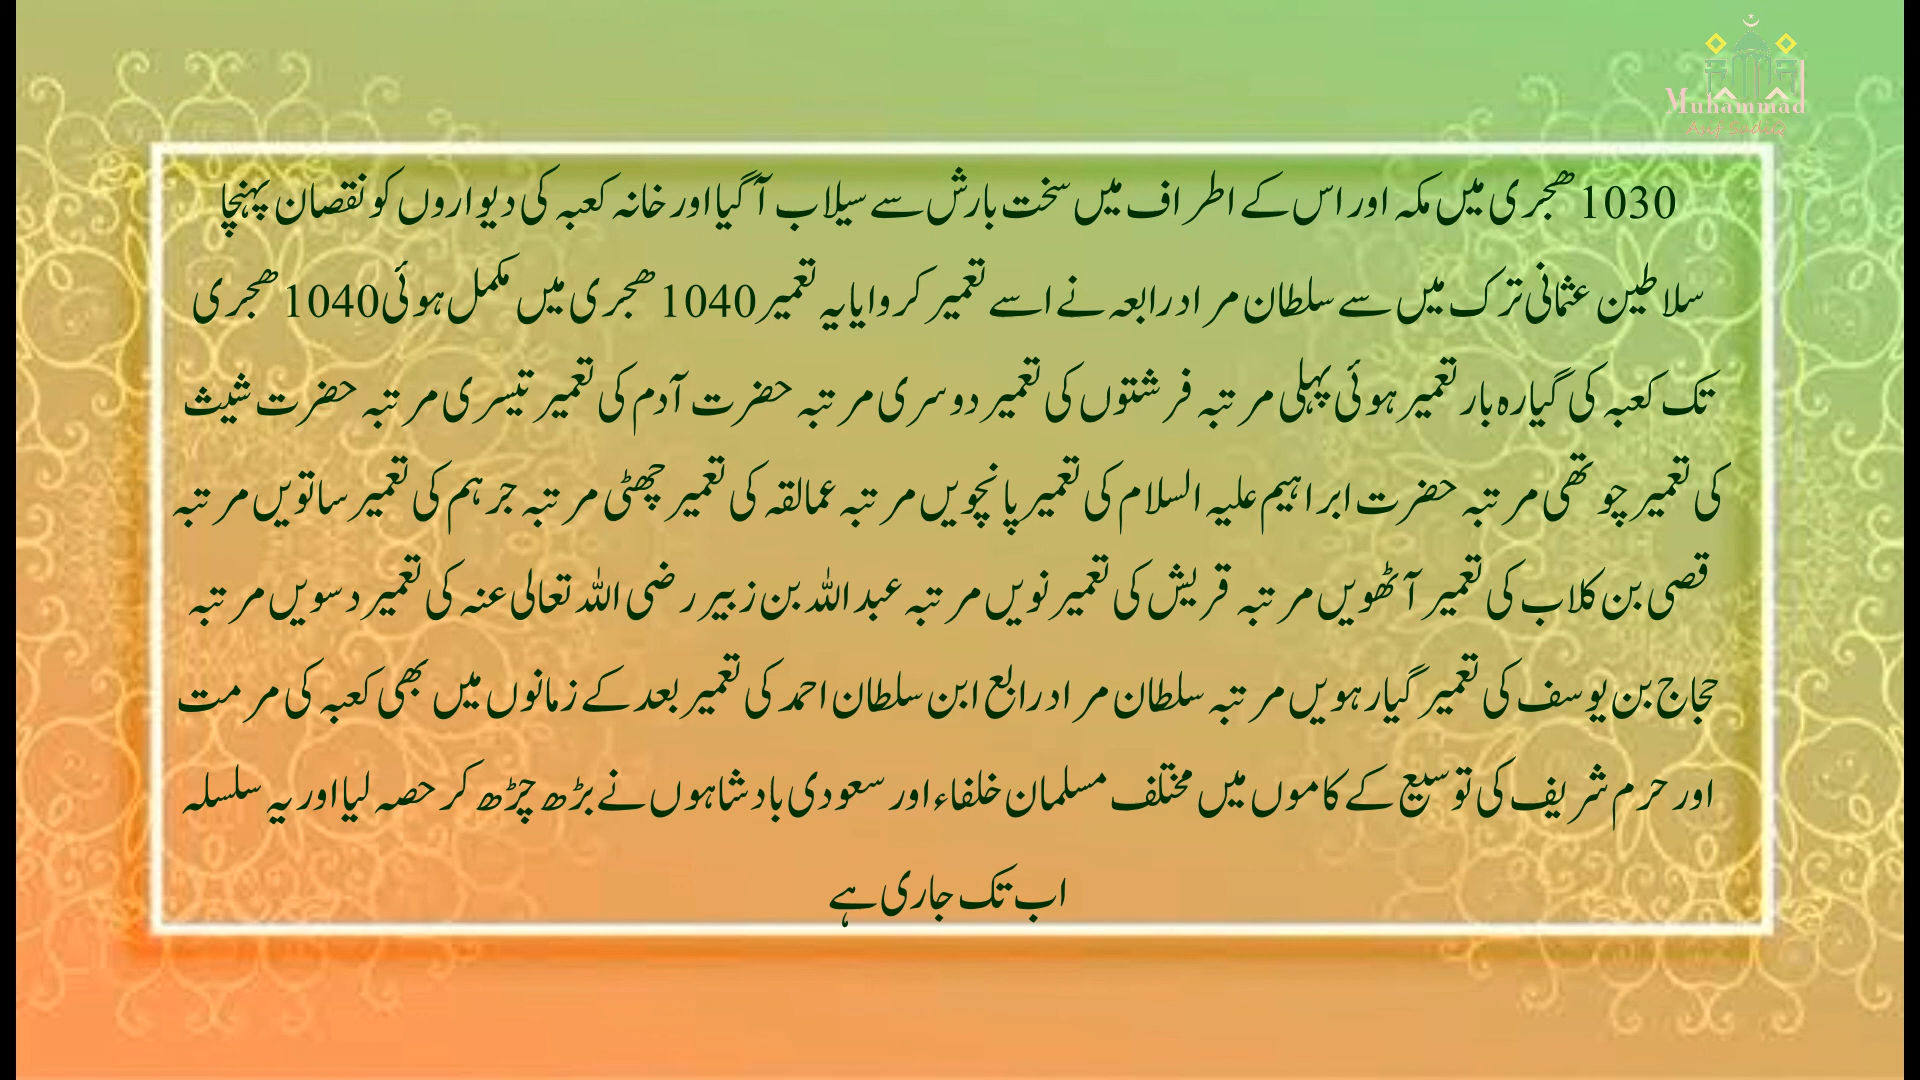 Muhammad
1030 ھجری میں مکہ اور اس کے اطراف میں سخت بارش سے سیلاب آگیا اور خانہ کعبہ کی دیواروں کو نقصان پہنچا
سلاطین عثمانی ترک میں سے سلطان مراد رابعہ نے اسے تعمیر کروایا یہ تعمیر 1040 ھجری میں مکمل ہوئی 1040 ھجری
تک کعبہ کی گیارہ بار تعمیر ہوئی پہلی مرتبہ فرشتوں کی تعمیر دوسری مرتبہ حضرت آدم کی تعمیر تیسری مرتبہ حضرت شیث
کی تعمیر چوتھی مرتبہ حضرت ابراہیم علیہ السلام کی تعمیر پانچویں مرتبہ عمالقہ کی تعمیر چھٹی مرتبہ جرہم کی تعمیر ساتویں مرتبہ
قصی بن کلاب کی تعمیر آٹھویں مرتبہ قریش کی تعمیر نویں مرتبہ عبد اللہ بن زبیر رضی اللہ تعالی عنہ کی تعمیر دسویں مرتبہ
حجاج بن یوسف کی تعمیر گیارہویں مرتبہ سلطان مراد رابع ابن سلطان احمد کی تعمیر بعد کے زمانوں میں بھی کعبہ کی مرمت
اور حرم شریف کی توسیع کے کاموں میں مختلف مسلمان خلفاء اور سعودی بادشاہوں نے بڑھ چڑھ کر حصہ لیا اور یہ سلسلہ
اب تک جاری ہے